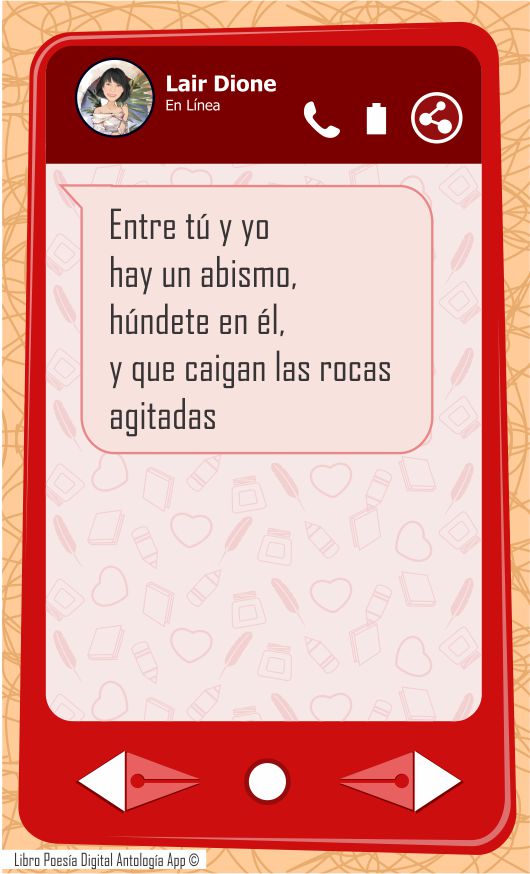 Lair Dione
En Línea
Entre tú y yo
hay un abismo,
húndete en él,
y que caigan las rocas
agitadas
Libro Poesía Digital Antología App ©